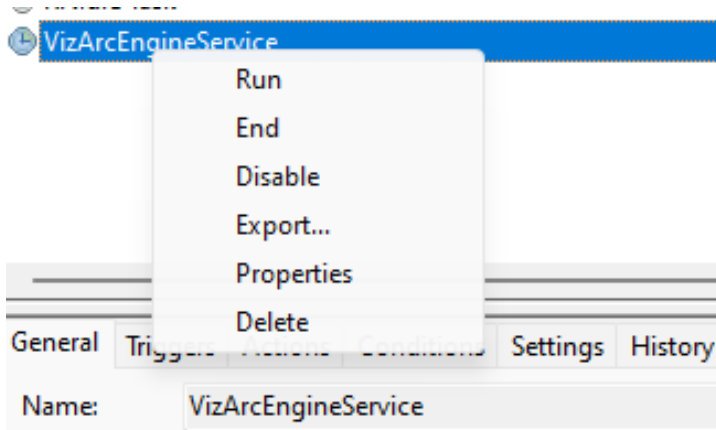 VizArcEngineService
Run
End
Disable
Export...
Properties
Delete
General Triggers Actions Conditions Settings History
Name: VizArcEngineService